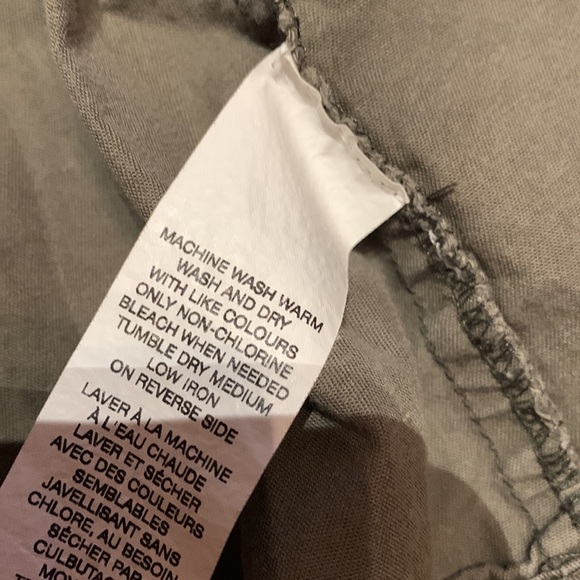 MACHINE WASH WARM
WASH AND DRY
WITH LIKE COLOURS
ONLY NON-CHLORINE
BLEACH WHEN NEEDED
TUMBLE DRY MEDIUM
LOW IRON
ON REVERSE SIDE
LAVER À LA MACHINE
À L'EAU CHAUDE
LAVER ET SÉCHER
AVEC DES COULEURS
SEMBLABLES
JAVELLISANT SANS
CHLORE, AU BESOIN
SÉCHER PAR
CULBUTAG